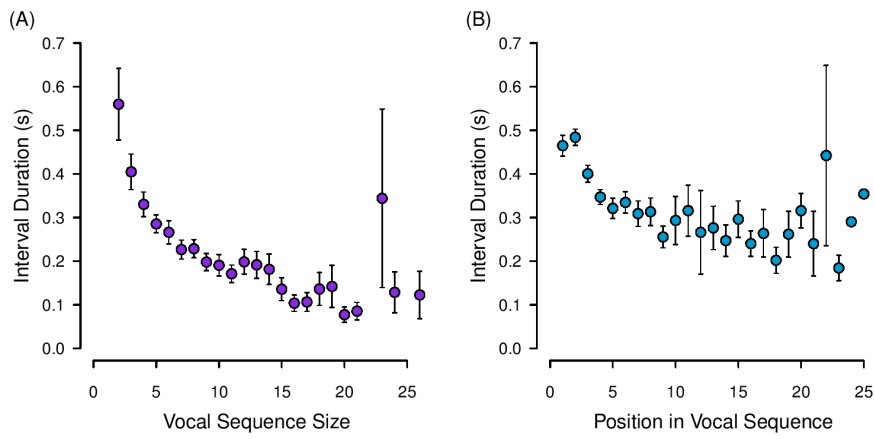 (A)
0.7
0.6
0.5
0.4
0.3
0.2
0.1
0.0
Interval Duration (s)
0 5 10 15 20 25
Vocal Sequence Size
(B)
0.7
0.6
0.5
0.4
0.3
0.2
0.1
0.0
Interval Duration (s)
0 5 10 15 20 25
Position in Vocal Sequence